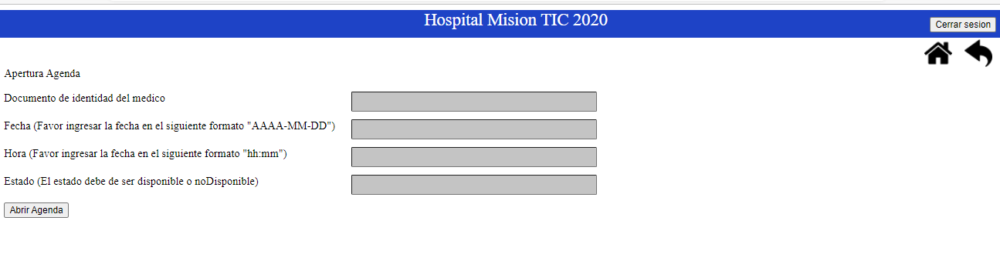 Hospital Mision TIC 2020
Cerrar sesion
Apertura Agenda
Documento de identidad del medico
Fecha (Favor ingresar la fecha en el siguiente formato "AAAA-MM-DD")
Hora (Favor ingresar la fecha en el siguiente formato "hh:mm")
Estado (El estado debe de ser disponible o noDisponible)
Abrir Agenda